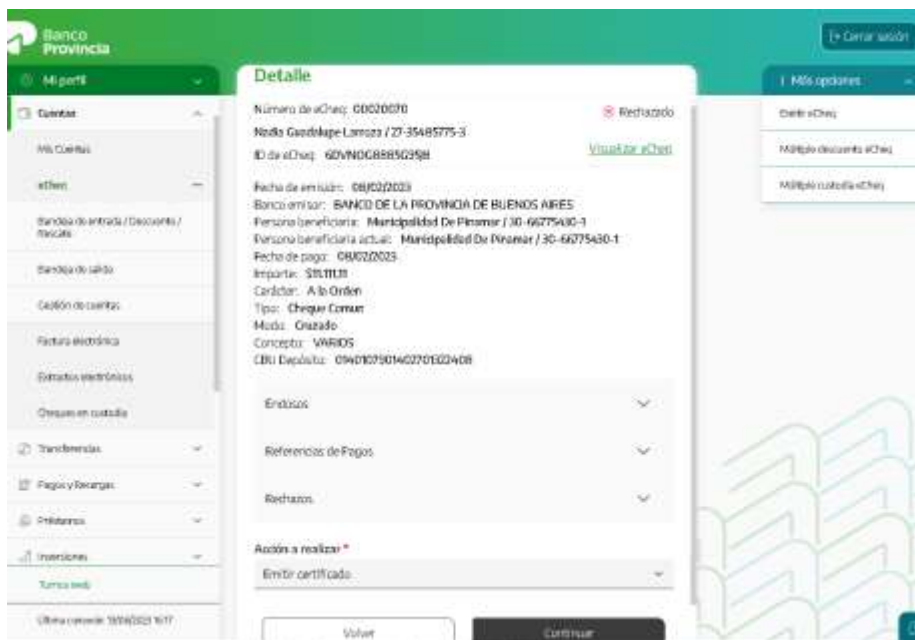 Banco
Provincia
Cerrar sesión
Mi perfil
Detalle
Más opciones
Cuentas
Número de eCheq: 00020070
Rechazado
Emitir eCheq
Nadia Guadalupe Larroza / 27-35485775-3
Mis Cuentas
ID de eCheq: 6DVNOG8885G35J8
Visualizar eCheq
Múltiple descuento eCheq
eCheq
Fecha de emisión: 08/02/2023
Múltiple custodia eCheq
Banco emisor: BANCO DE LA PROVINCIA DE BUENOS AIRES
Bandeja de entrada / Descuento /
Rescate
Persona beneficiaria: Municipalidad De Pinamar / 30-66775430-1
Persona beneficiaria actual: Municipalidad De Pinamar / 30-66775430-1
Fecha de pago: 08/02/2023
Bandeja de salida
Importe: $11.111,11
Carácter: A la Orden
Gestión de cuentas
Tipo: Cheque Comun
Modo: Cruzado
Factura electrónica
Concepto: VARIOS
CBU Depósito: 0140107901402701322408
Extractos electrónicos
Endosos
Cheques en custodia
Transferencias
Referencias de Pagos
Pagos y Recargas
Rechazos
Préstamos
Inversiones
Acción a realizar *
Emitir certificado
Turnos web
Última conexión: 16:17
Volver
Continuar